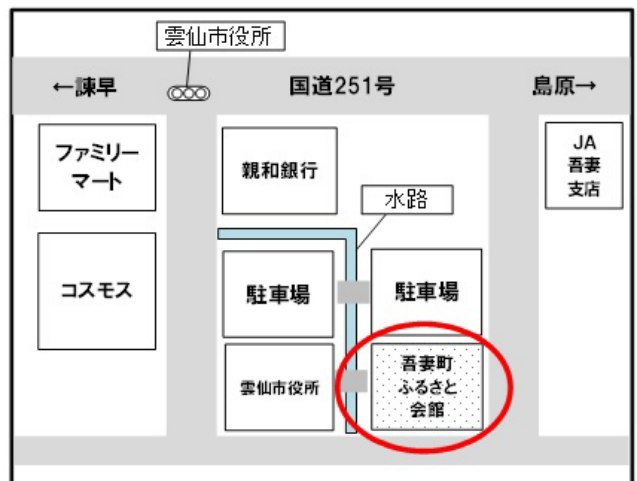 雲仙市役所
←諫早
国道251号
島原→
ファミリー
マート
親和銀行
JA
吾妻
支店
水路
コスモス
駐車場
駐車場
雲仙市役所
吾妻町
ふるさと
会館